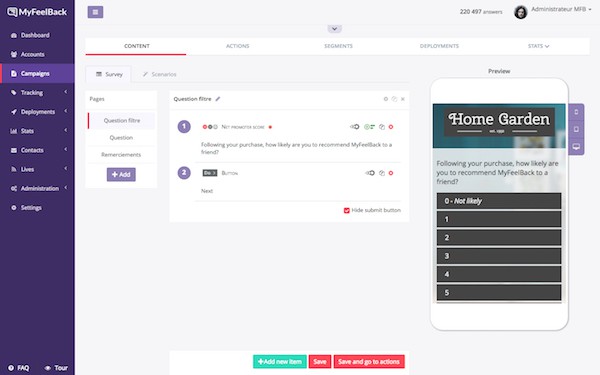 MyFeelBack
220 497 answers
Administrateur MFB
Dashboard
Accounts
Campaigns
Tracking
Deployments
Stats
Contacts
Lives
Administration
Settings
FAQ
Tour
CONTENT
ACTIONS
SEGMENTS
DEPLOYMENTS
STATS
Survey
Scenarios
Pages
Question filtre
Question
Remerciements
Add
Question filtre
1
NET PROMOTER SCORE
Following your purchase, how likely are you to recommend MyFeelBack to a
friend?
2
BUTTON
Next
Hide submit button
+Add new item
Save
Save and go to actions
Preview
Home Garden
est. 1950
Following your purchase, how likely are
you to recommend MyFeelBack to a
friend?
0 - Not likely
1
2
3
4
5